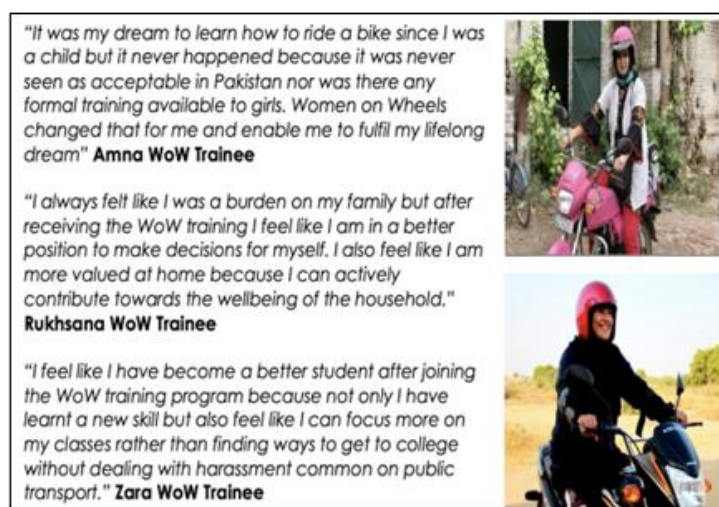 “It was my dream to learn how to ride a bike since I was
a child but it never happened because it was never
seen as acceptable in Pakistan nor was there any
formal training available to girls. Women on Wheels
changed that for me and enable me to fulfil my lifelong
dream” Amna WoW Trainee
“I always felt like I was a burden on my family but after
receiving the WoW training I feel like I am in a better
position to make decisions for myself. I also feel like I am
more valued at home because I can actively
contribute towards the wellbeing of the household.”
Rukhsana WoW Trainee
“I feel like I have become a better student after joining
the WoW training program because not only I have
learnt a new skill but also feel like I can focus more on
my classes rather than finding ways to get to college
without dealing with harassment common on public
transport.” Zara WoW Trainee